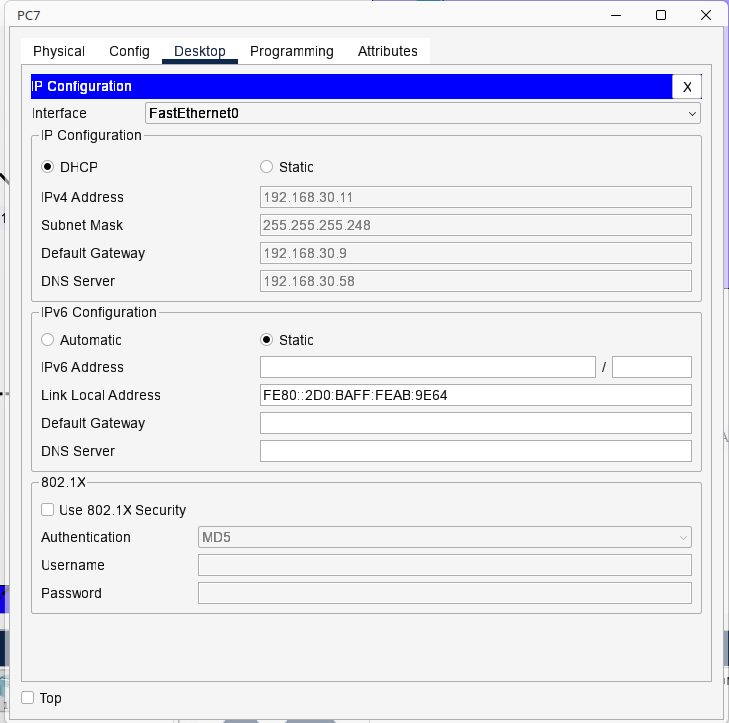 PC7
Physical Config Desktop Programming Attributes
IP Configuration X
Interface FastEthernet0
IP Configuration
DHCP Static
IPv4 Address 192.168.30.11
Subnet Mask 255.255.255.248
Default Gateway 192.168.30.9
DNS Server 192.168.30.58
IPv6 Configuration
Automatic Static
IPv6 Address /
Link Local Address FE80::2D0:BAFF:FEAB:9E64
Default Gateway
DNS Server
802.1X
Use 802.1X Security
Authentication MD5
Username
Password
Top